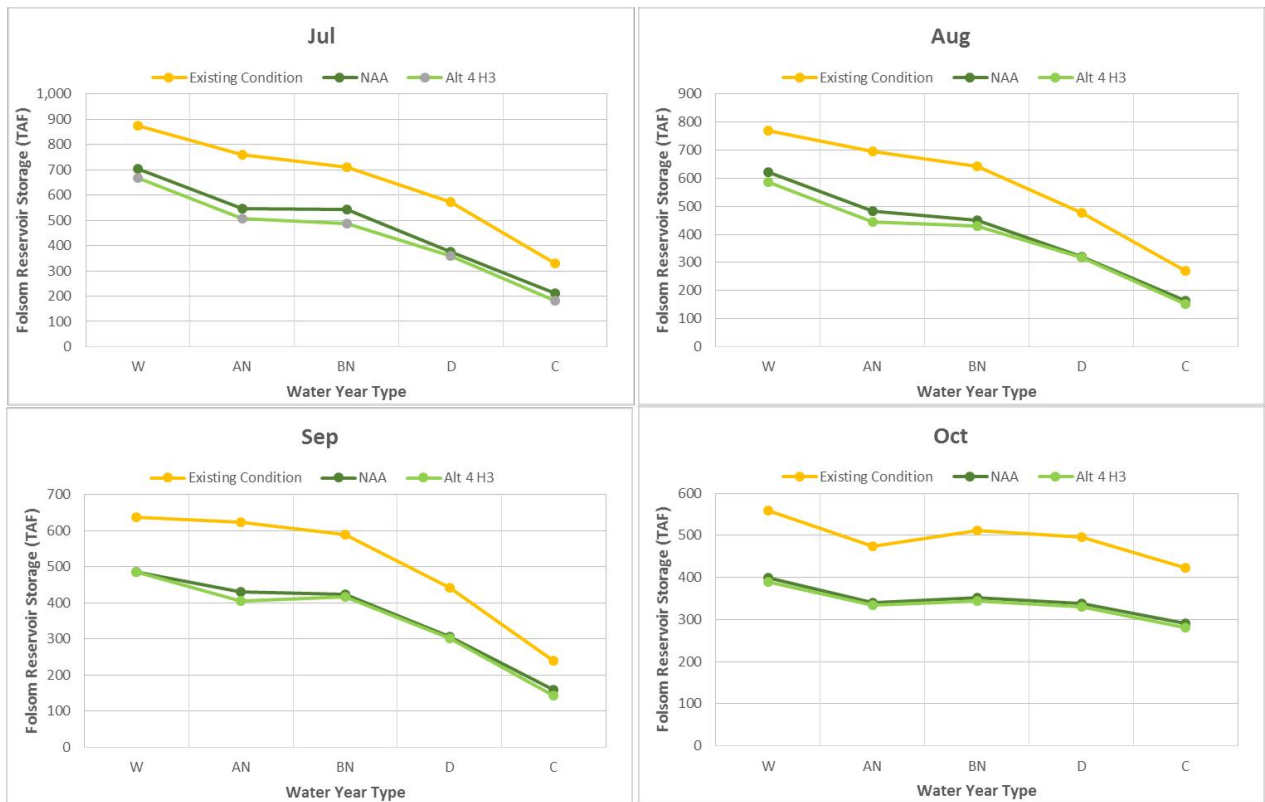 Jul
Existing Condition NAA Alt 4 H3
Folsom Reservoir Storage (TAF)
1,000
900
800
700
600
500
400
300
200
100
0
W AN BN D C
Water Year Type
Aug
Existing Condition NAA Alt 4 H3
Folsom Reservoir Storage (TAF)
900
800
700
600
500
400
300
200
100
0
W AN BN D C
Water Year Type
Sep
Existing Condition NAA Alt 4 H3
Folsom Reservoir Storage (TAF)
700
600
500
400
300
200
100
0
W AN BN D C
Water Year Type
Oct
Existing Condition NAA Alt 4 H3
Folsom Reservoir Storage (TAF)
600
500
400
300
200
100
0
W AN BN D C
Water Year Type